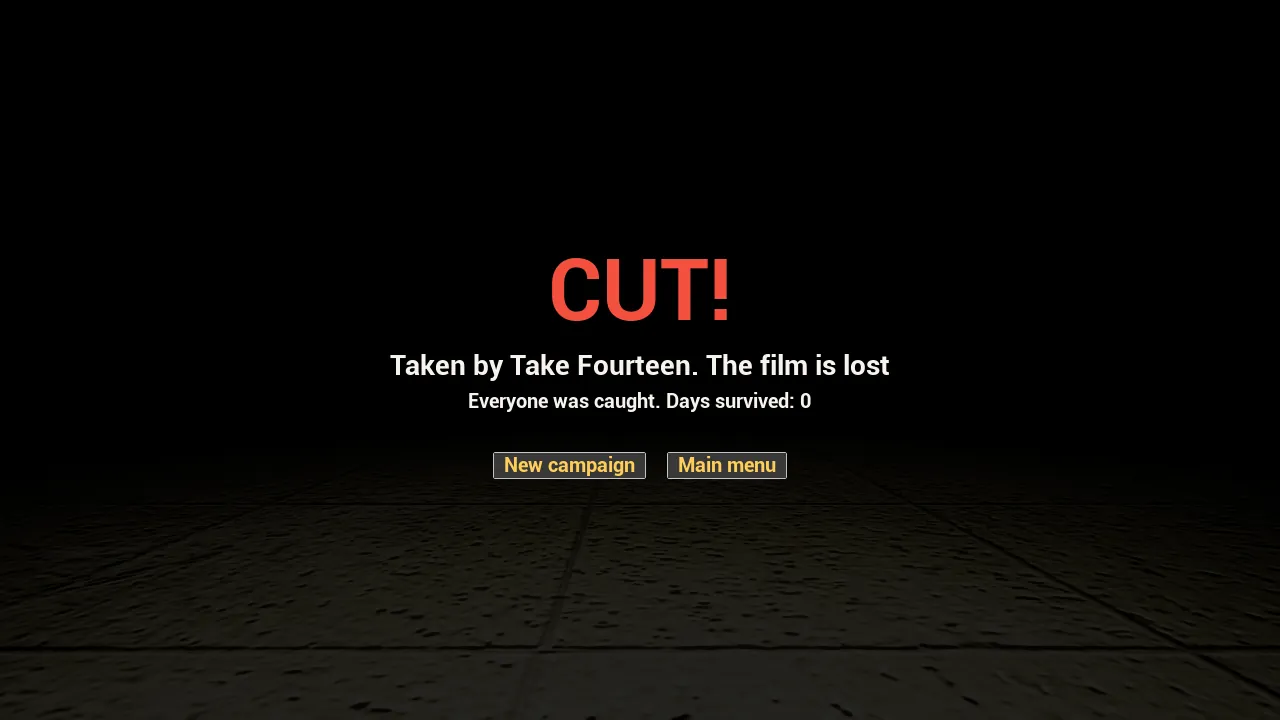 CUT!
Taken by Take Fourteen. The film is lost
Everyone was caught. Days survived: 0
New campaign Main menu